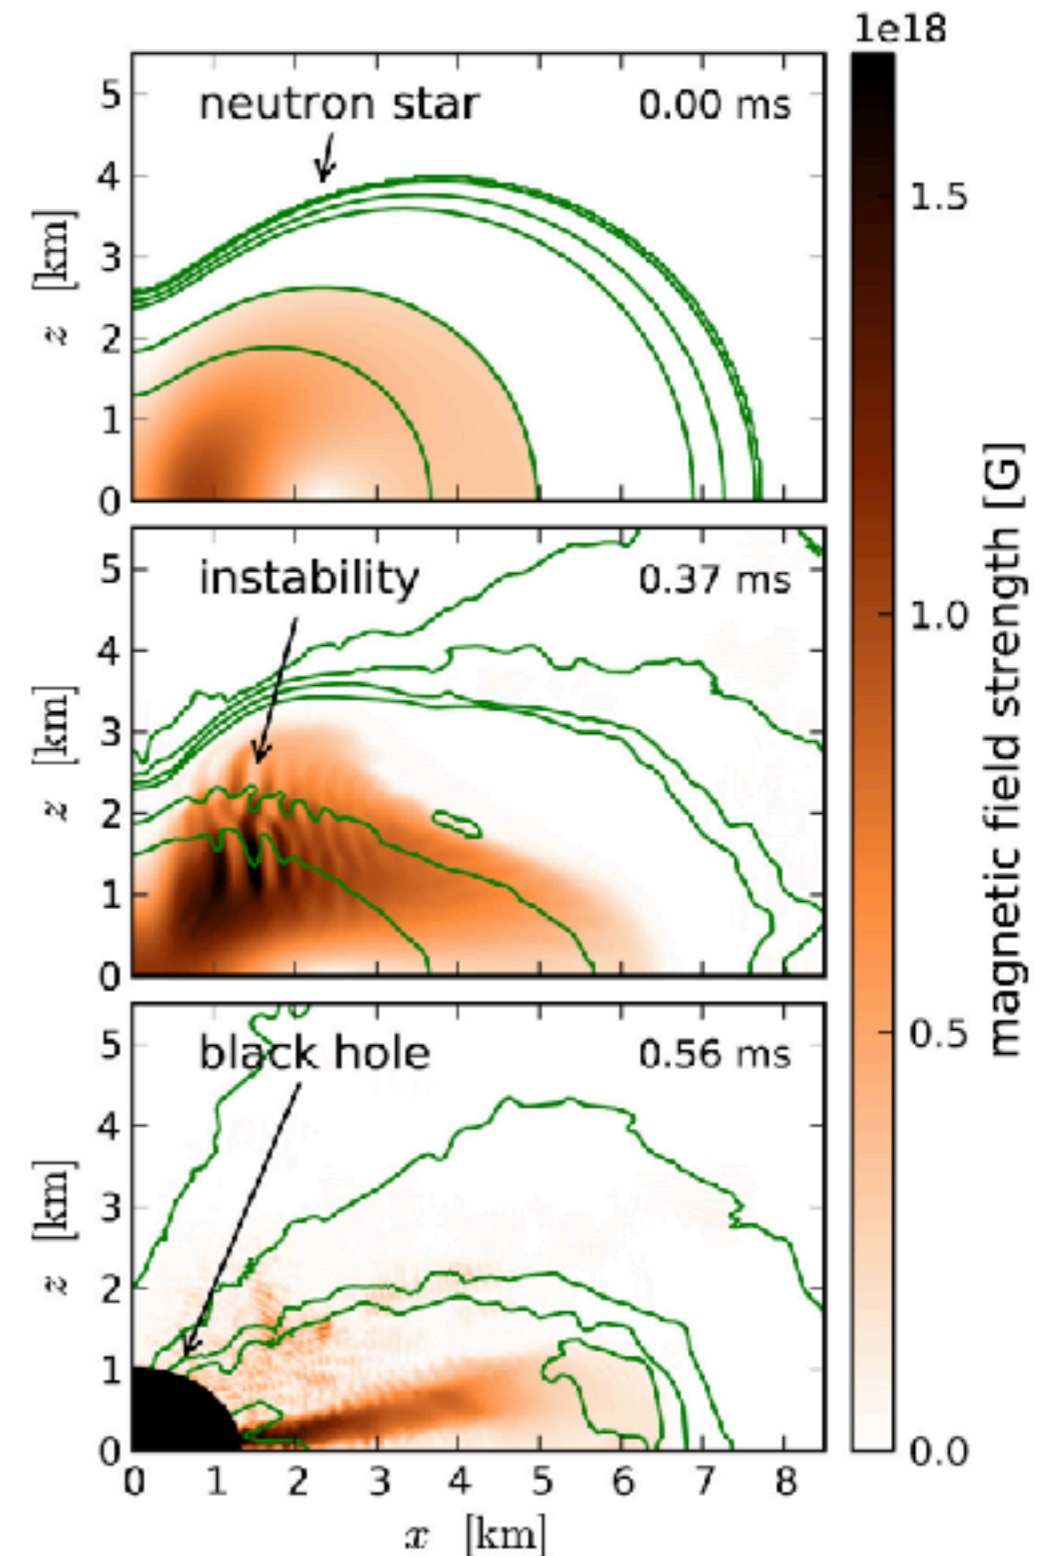 1e18
neutron star 0.00 ms
5
4
3
2
1
0
z [km]
instability 0.37 ms
5
4
3
2
1
0
z [km]
black hole 0.56 ms
5
4
3
2
1
0
z [km]
0 1 2 3 4 5 6 7 8
x [km]
1.5
1.0
0.5
0.0
magnetic field strength [G]